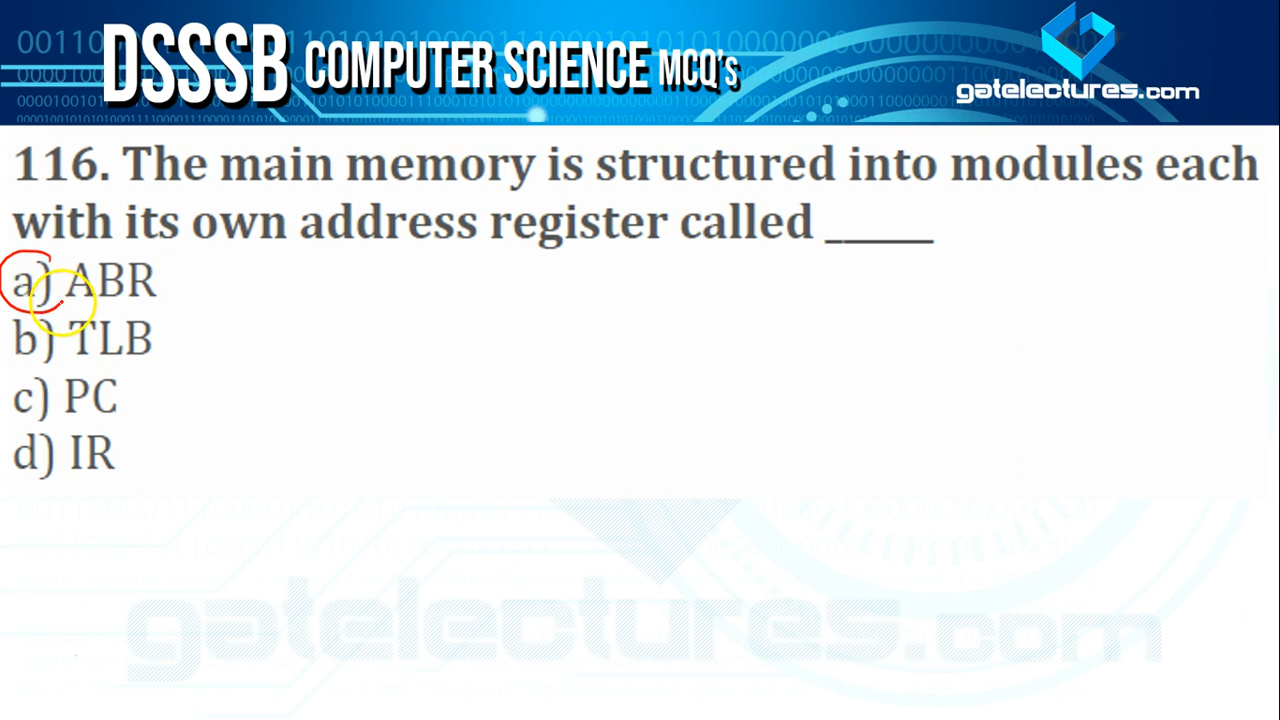 DSSSB COMPUTER SCIENCE MCQ's
gatelectures.com
116. The main memory is structured into modules each
with its own address register called _____
a) ABR
b) TLB
c) PC
d) IR
gatelectures.com